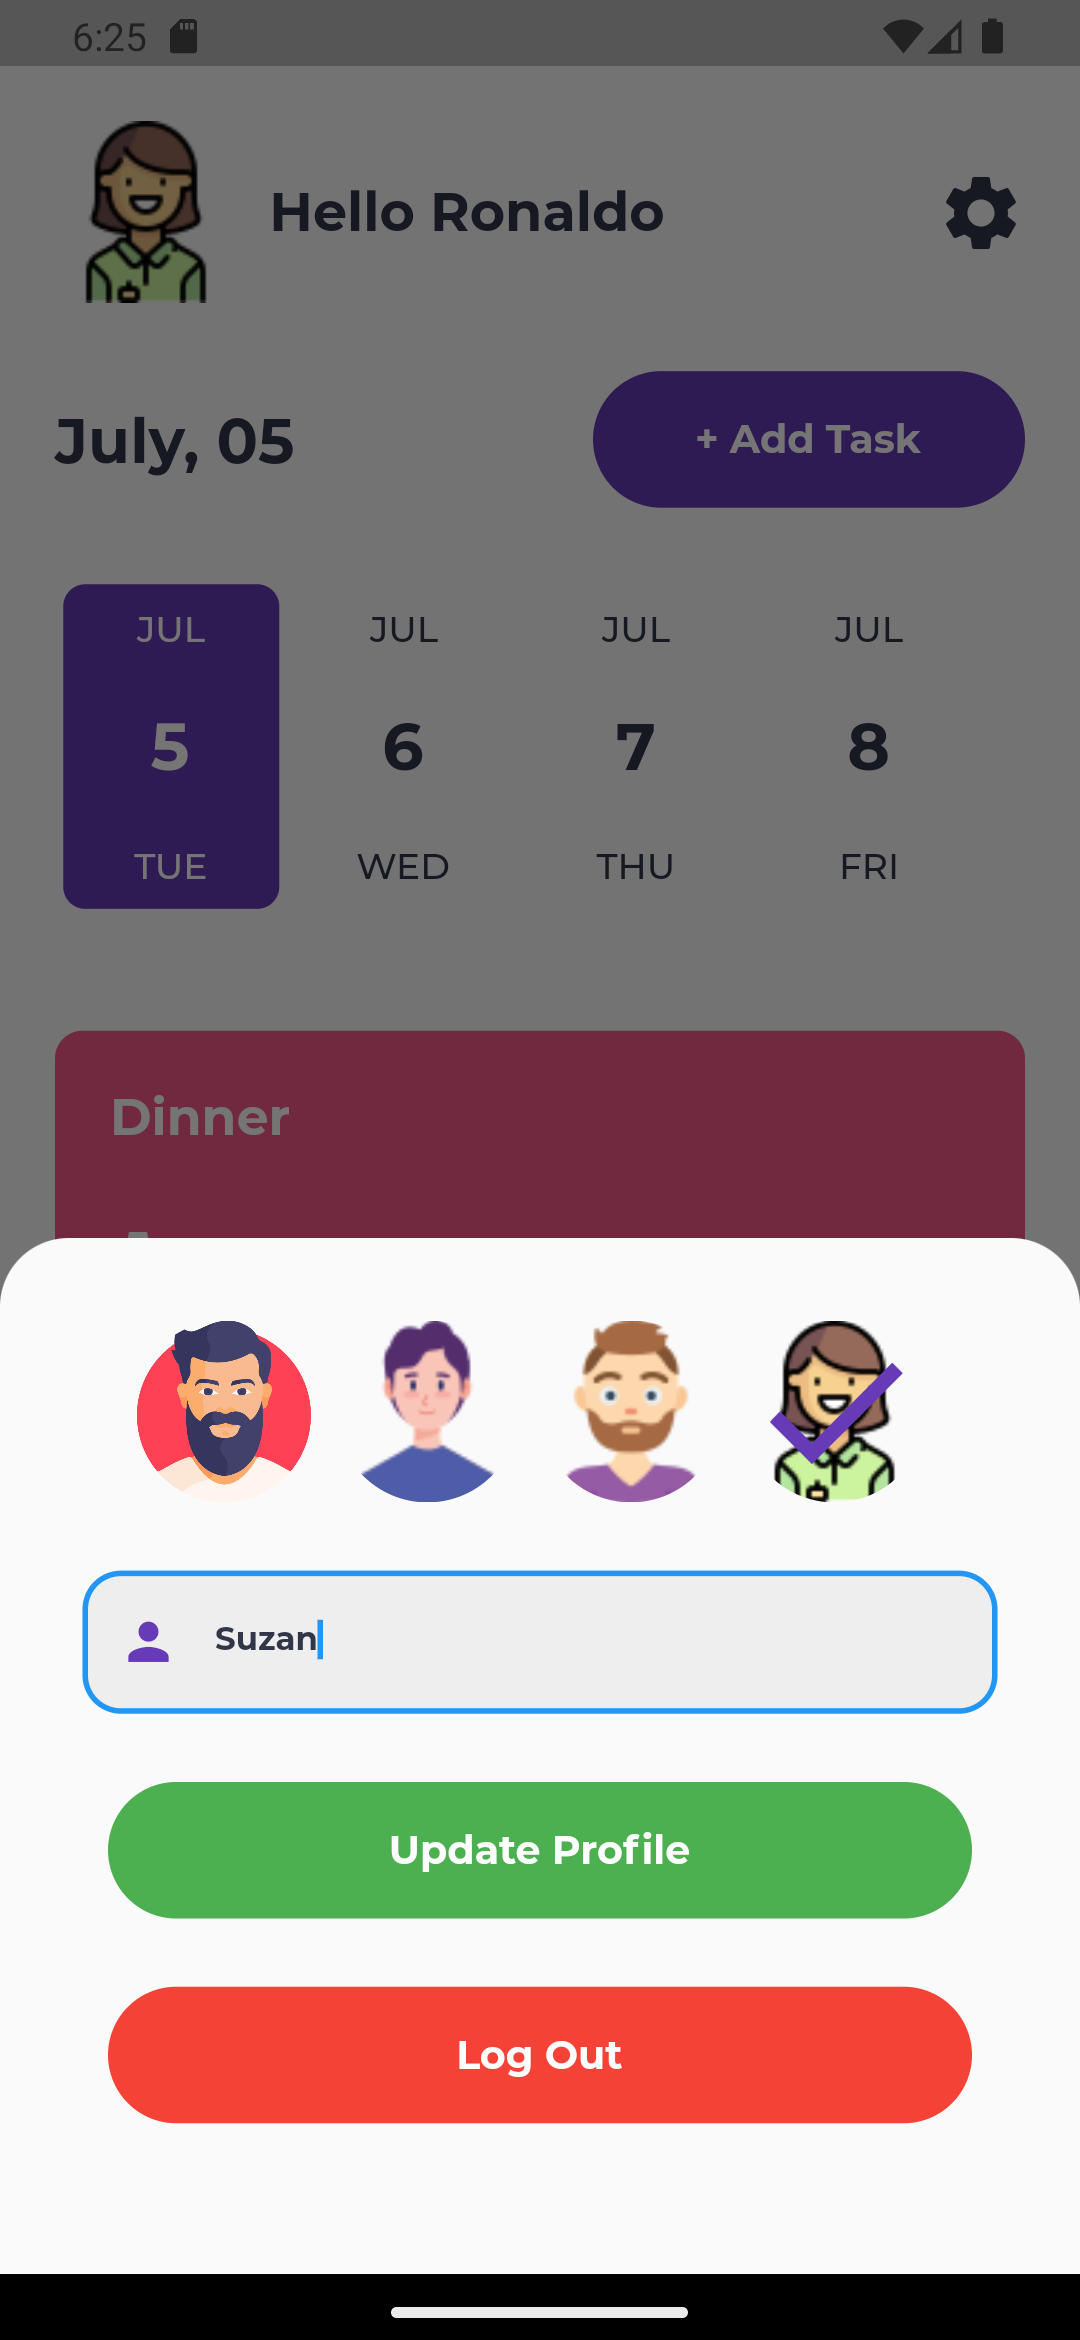 6:25
Hello Ronaldo
July, 05
+ Add Task
JUL JUL JUL JUL
5 6 7 8
TUE WED THU FRI
Dinner
Suzan
Update Profile
Log Out